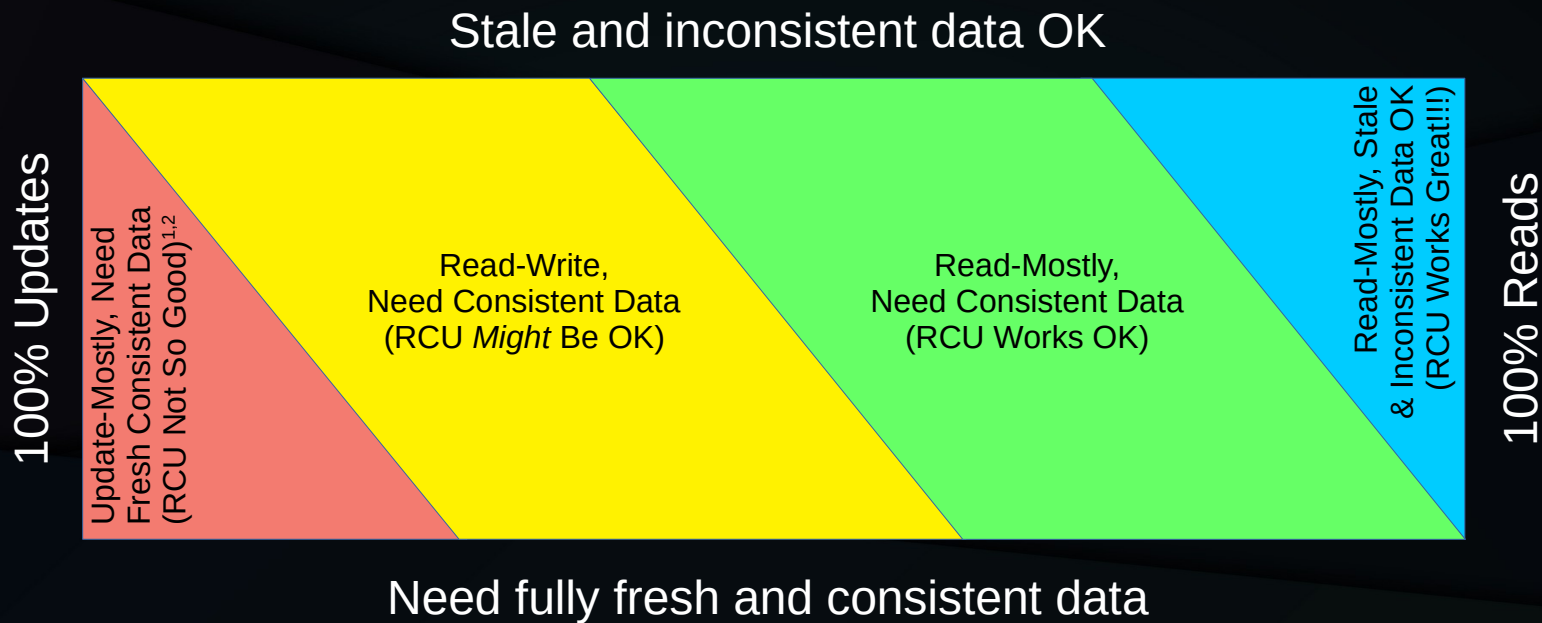 Stale and inconsistent data OK
100% Updates
Update-Mostly, Need
Fresh Consistent Data
(RCU Not So Good)1,2
Read-Write,
Need Consistent Data
(RCU Might Be OK)
Read-Mostly,
Need Consistent Data
(RCU Works OK)
Read-Mostly, Stale
& Inconsistent Data OK
(RCU Works Great!!!)
100% Reads
Need fully fresh and consistent data